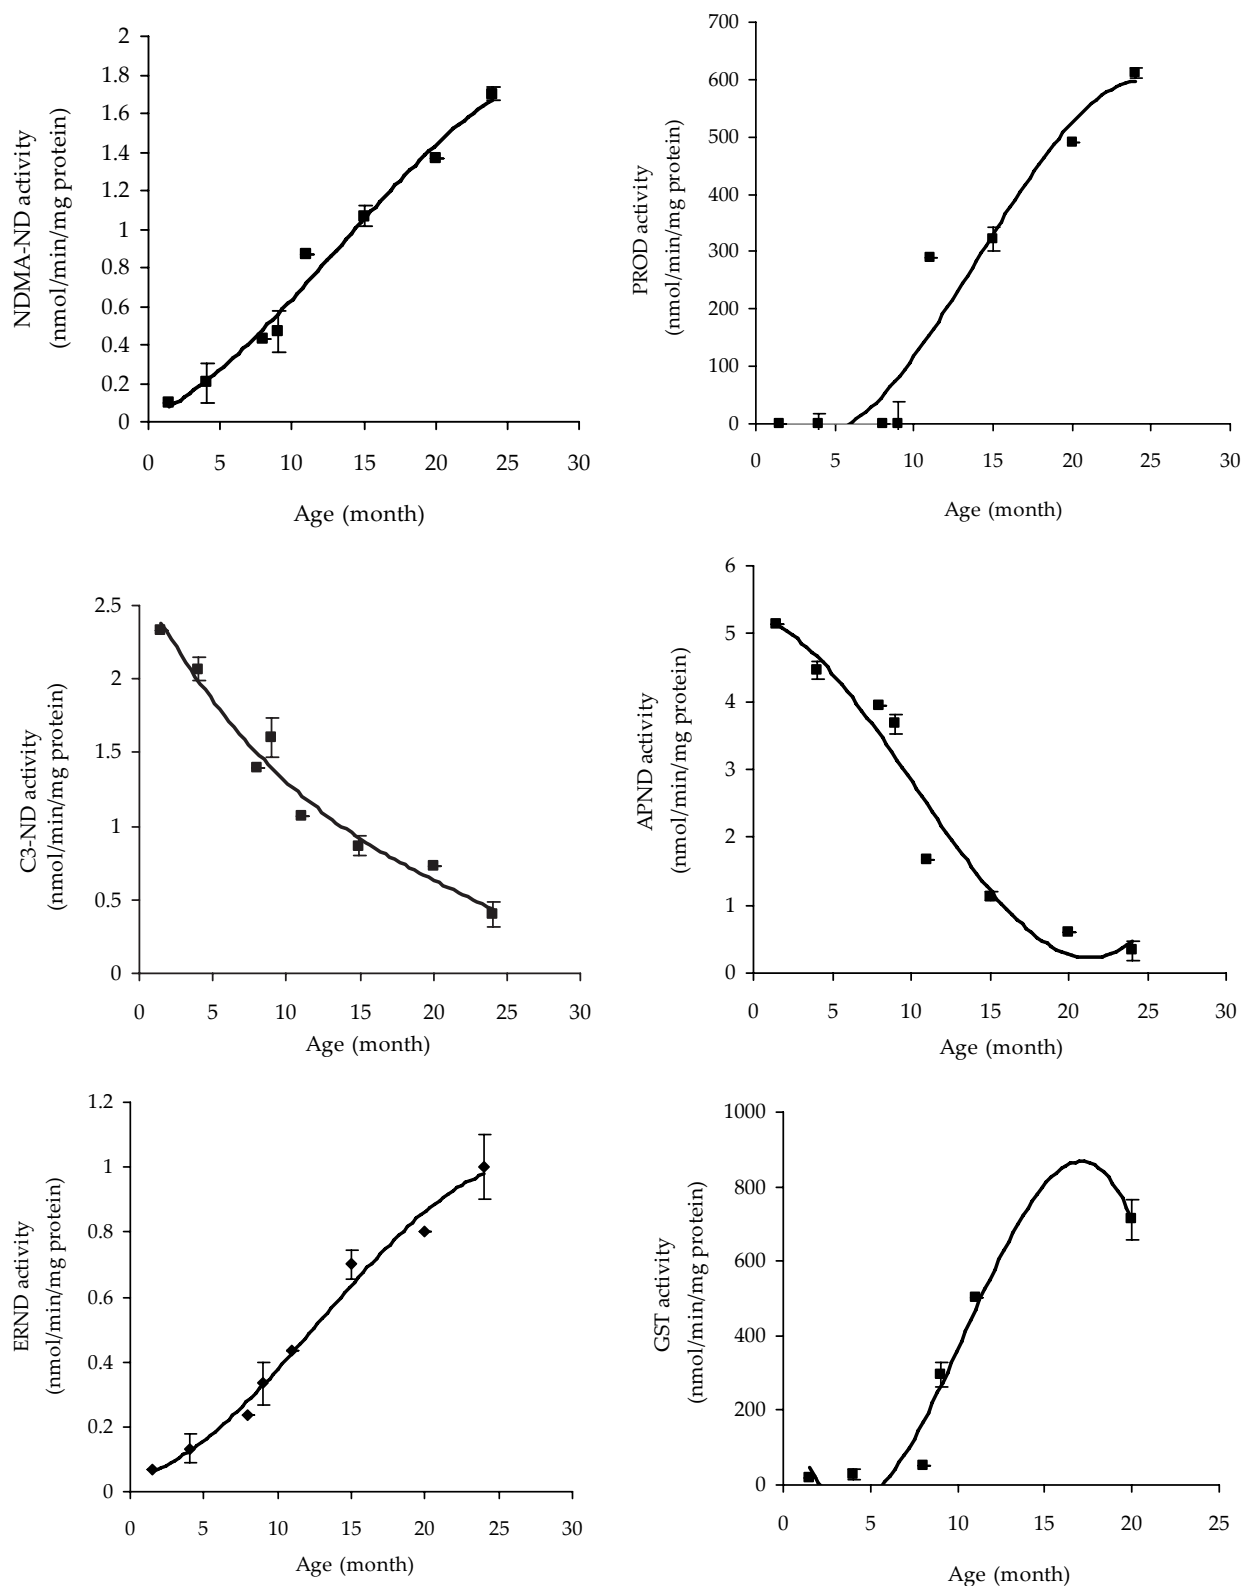 NDMA-ND activity
(nmol/min/mg protein)
2
1.8
1.6
1.4
1.2
1
0.8
0.6
0.4
0.2
0
0 5 10 15 20 25 30
Age (month)
PROD activity
(nmol/min/mg protein)
700
600
500
400
300
200
100
0
0 5 10 15 20 25 30
Age (month)
C3-ND activity
(nmol/min/mg protein)
2.5
2
1.5
1
0.5
0
0 5 10 15 20 25 30
Age (month)
APND activity
(nmol/min/mg protein)
6
5
4
3
2
1
0
0 5 10 15 20 25 30
Age (month)
ERND activity
(nmol/min/mg protein)
1.2
1
0.8
0.6
0.4
0.2
0
0 5 10 15 20 25 30
Age (month)
GST activity
(nmol/min/mg protein)
1000
800
600
400
200
0
0 5 10 15 20 25
Age (month)